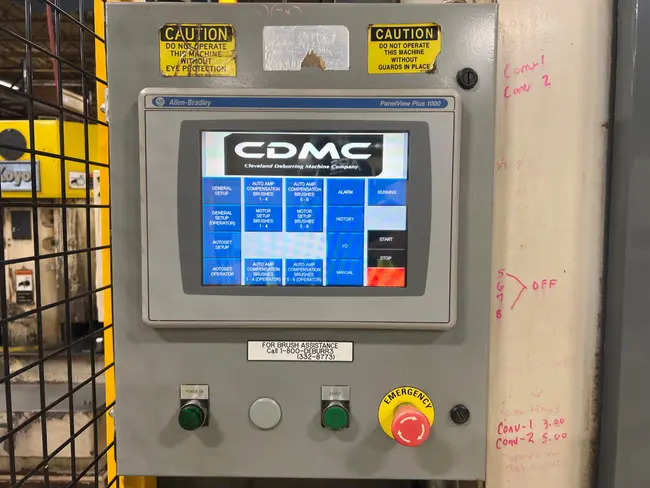 CAUTION
DO NOT OPERATE
THIS MACHINE
WITHOUT
EYE PROTECTION
CAUTION
DO NOT OPERATE
THIS MACHINE
WITHOUT
GUARDS IN PLACE
Allen-Bradley
PanelView Plus 1000
CDMC
Cleveland Deburring Machine Company
GENERAL
SETUP
AUTO AMP
COMPENSATION
BRUSHES
1 - 4
AUTO AMP
COMPENSATION
BRUSHES
5 - 8
ALARM
RUNNING
GENERAL
SETUP
(OPERATOR)
MOTOR
SETUP
BRUSHES
1 - 4
MOTOR
SETUP
BRUSHES
5 - 8
HISTORY
AUTOSET
SETUP
I/O
START
STOP
AUTOSET
OPERATOR
AUTO AMP
COMPENSATION
BRUSHES
1 - 4 (OPERATOR)
AUTO AMP
COMPENSATION
BRUSHES
5 - 8 (OPERATOR)
MANUAL
FOR BRUSH ASSISTANCE
Call 1-800-DEBURR3
(332-8773)
POWER ON
RESET
EMERGENCY
Koyo
Conv 1
Conv 2
5
6
7
8
OFF
CONV-1 3.00
CONV-2 5.00